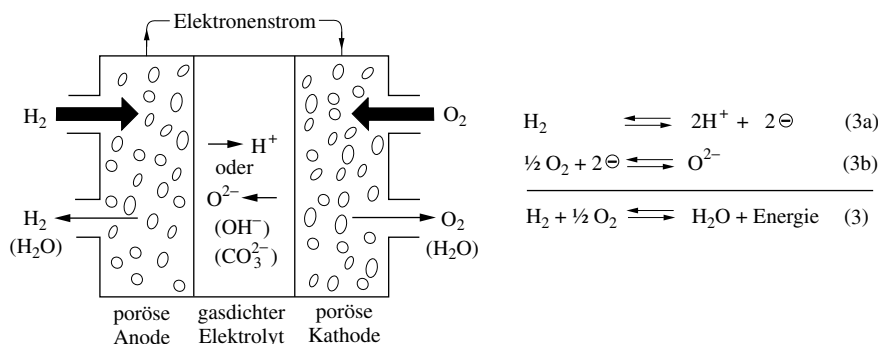 Elektronenstrom
H₂
O₂
H⁺
oder
O²⁻
(OH⁻)
(CO₃²⁻)
H₂
(H₂O)
O₂
(H₂O)
poröse
Anode
gasdichter
Elektrolyt
poröse
Kathode
H₂ ⇌ 2H⁺ + 2⊖ (3a)
½ O₂ + 2⊖ ⇌ O²⁻ (3b)
H₂ + ½ O₂ ⇌ H₂O + Energie (3)